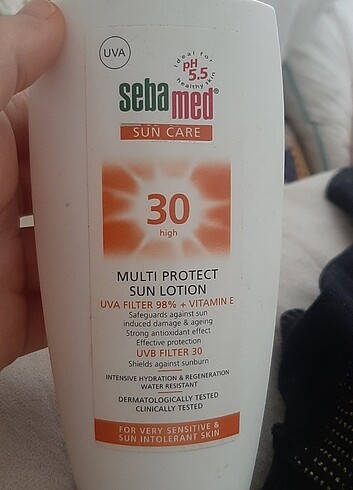 UVA
ideal for
pH
5.5
healthy skin
sebamed®
SUN CARE
30
high
MULTI PROTECT
SUN LOTION
UVA FILTER 98% + VITAMIN E
Safeguards against sun
induced damage & ageing
Strong antioxidant effect
Effective protection
UVB FILTER 30
Shields against sunburn
INTENSIVE HYDRATION & REGENERATION
WATER RESISTANT
DERMATOLOGICALLY TESTED
CLINICALLY TESTED
FOR VERY SENSITIVE &
SUN INTOLERANT SKIN